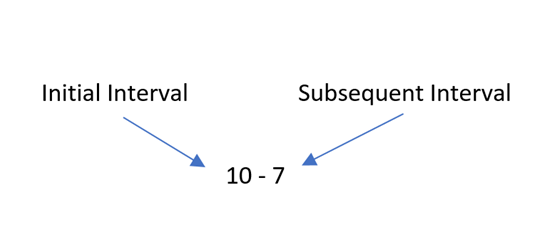 Initial Interval
Subsequent Interval
10 - 7